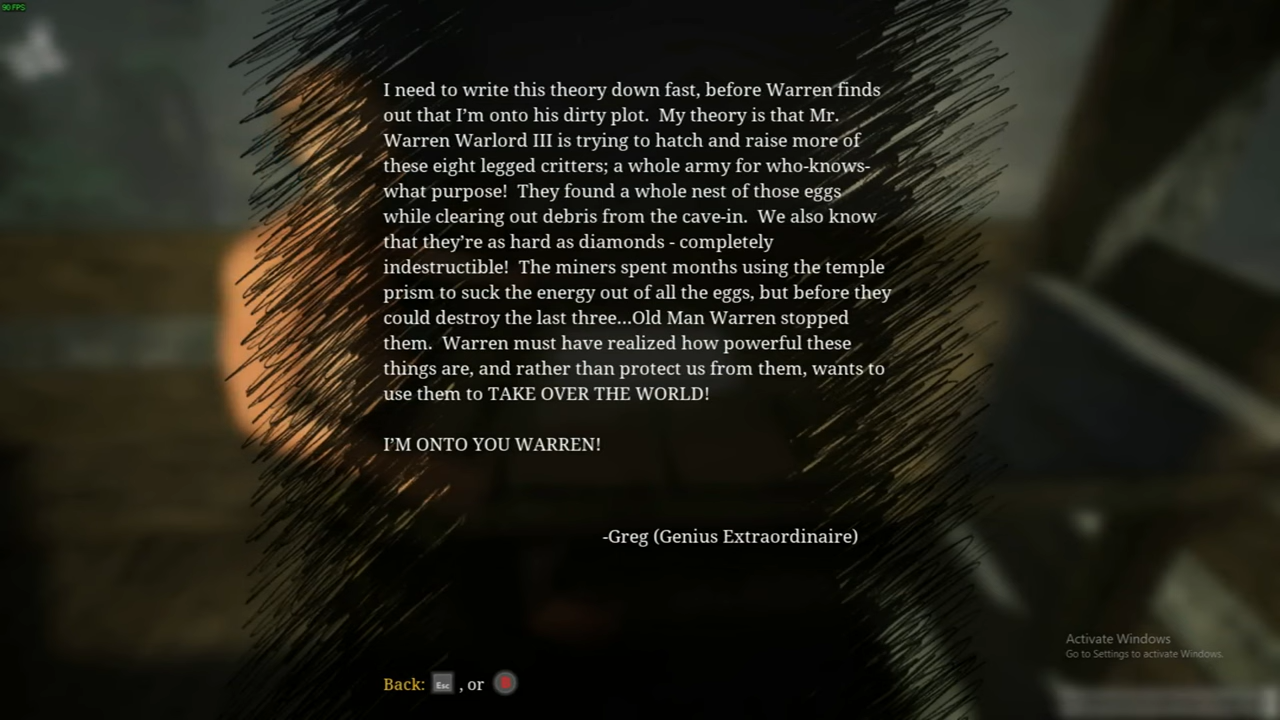 90 FPS
I need to write this theory down fast, before Warren finds
out that I’m onto his dirty plot.  My theory is that Mr.
Warren Warlord III is trying to hatch and raise more of
these eight legged critters; a whole army for who-knows-
what purpose!  They found a whole nest of those eggs
while clearing out debris from the cave-in.  We also know
that they’re as hard as diamonds - completely
indestructible!  The miners spent months using the temple
prism to suck the energy out of all the eggs, but before they
could destroy the last three...Old Man Warren stopped
them.  Warren must have realized how powerful these
things are, and rather than protect us from them, wants to
use them to TAKE OVER THE WORLD!
I’M ONTO YOU WARREN!
-Greg (Genius Extraordinaire)
Activate Windows
Go to Settings to activate Windows.
Back: Esc , or